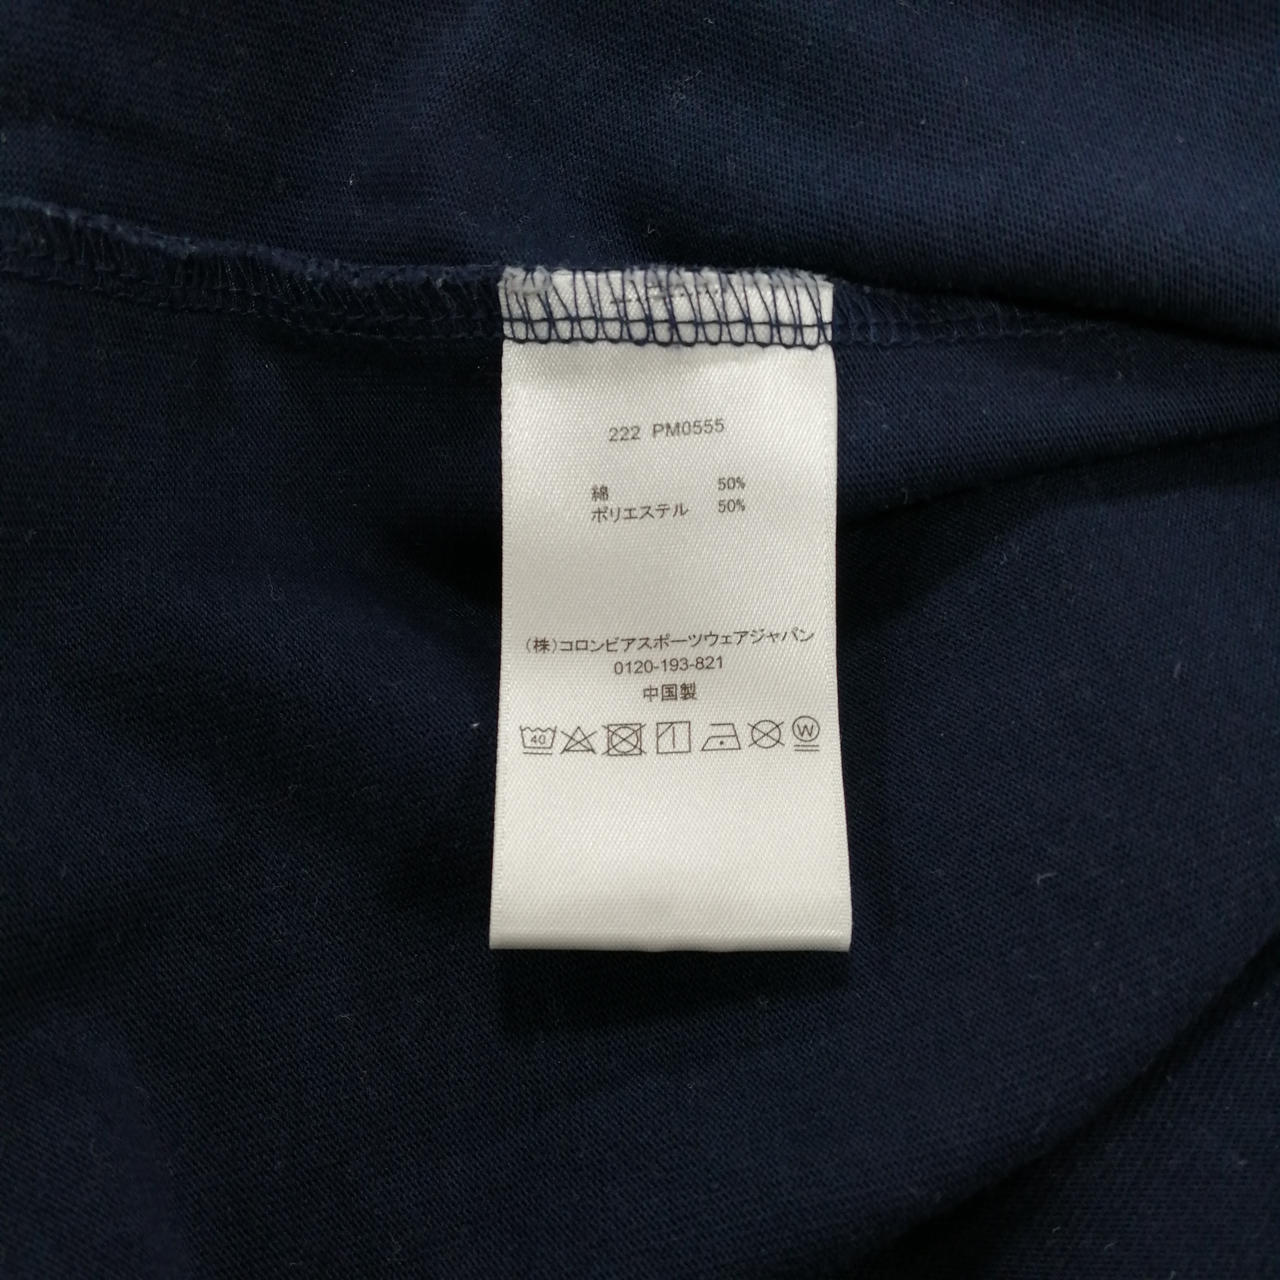 222 PM0555
綿 50%
ポリエステル 50%
(株)コロンビアスポーツウェアジャパン
0120-193-821
中国製
40 W